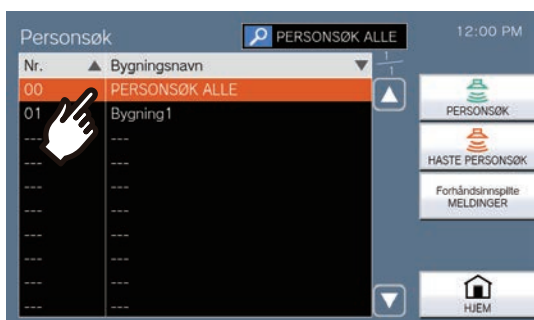 Personsøk
PERSONSØK ALLE
12:00 PM
Nr. ▲ Bygningsnavn ▼
1/1
00 PERSONSØK ALLE
01 Bygning1
--- ---
--- ---
--- ---
--- ---
--- ---
--- ---
--- ---
--- ---
PERSONSØK
HASTE PERSONSØK
Forhåndsinnspilte
MELDINGER
HJEM